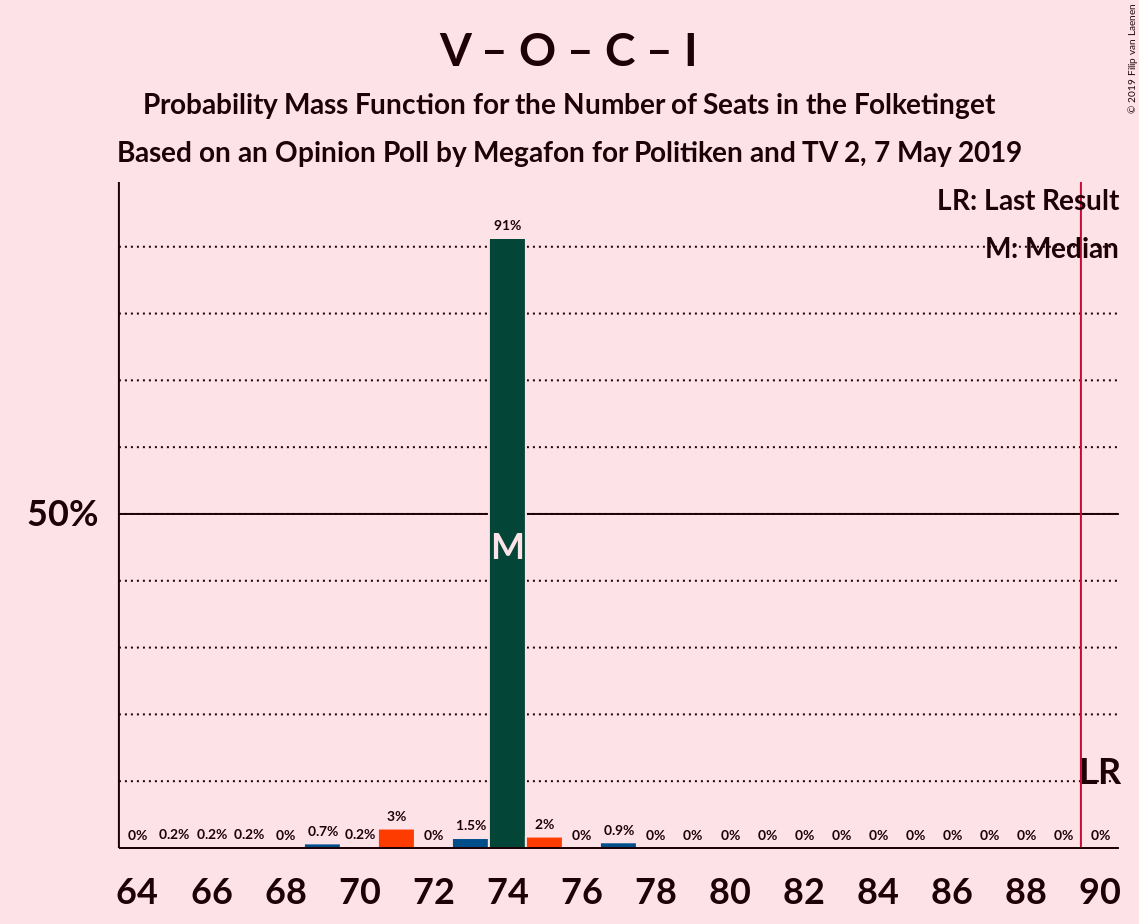 V – O – C – I
Probability Mass Function for the Number of Seats in the Folketinget
Based on an Opinion Poll by Megafon for Politiken and TV 2, 7 May 2019
© 2019 Filip van Laenen
LR: Last Result
M: Median
91%
50%
M
LR
0% 0.2% 0.2% 0.2% 0% 0.7% 0.2% 3% 0% 1.5% 2% 0% 0.9% 0% 0% 0% 0% 0% 0% 0% 0% 0% 0% 0% 0% 0%
64 66 68 70 72 74 76 78 80 82 84 86 88 90